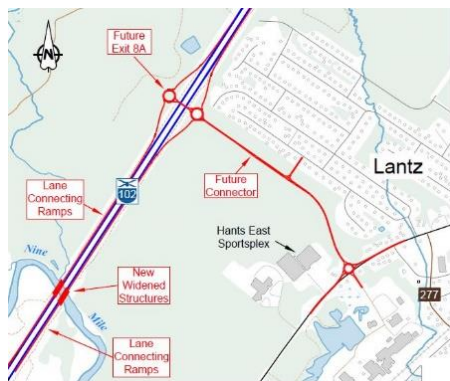 N
Future
Exit 8A
Lantz
Future
Connector
Lane
Connecting
Ramps
102
Hants East
Sportsplex
Nine
Mile
New
Widened
Structures
277
Lane
Connecting
Ramps